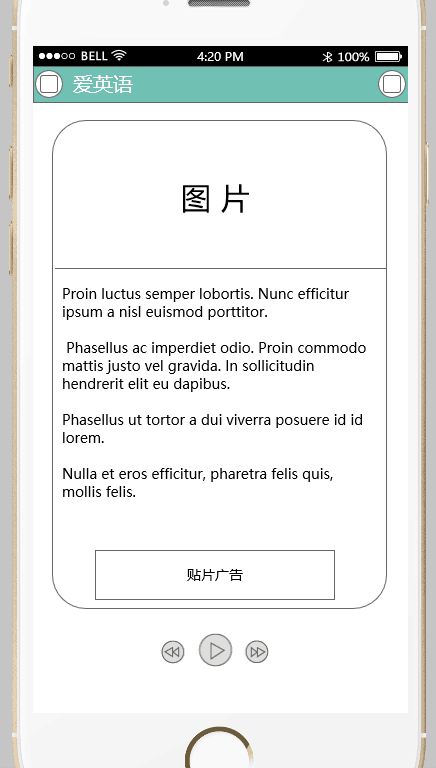 BELL 4:20 PM 100%
爱英语
图 片
Proin luctus semper lobortis. Nunc efficitur
ipsum a nisl euismod porttitor.
Phasellus ac imperdiet odio. Proin commodo
mattis justo vel gravida. In sollicitudin
hendrerit elit eu dapibus.
Phasellus ut tortor a dui viverra posuere id id
lorem.
Nulla et eros efficitur, pharetra felis quis,
mollis felis.
贴片广告